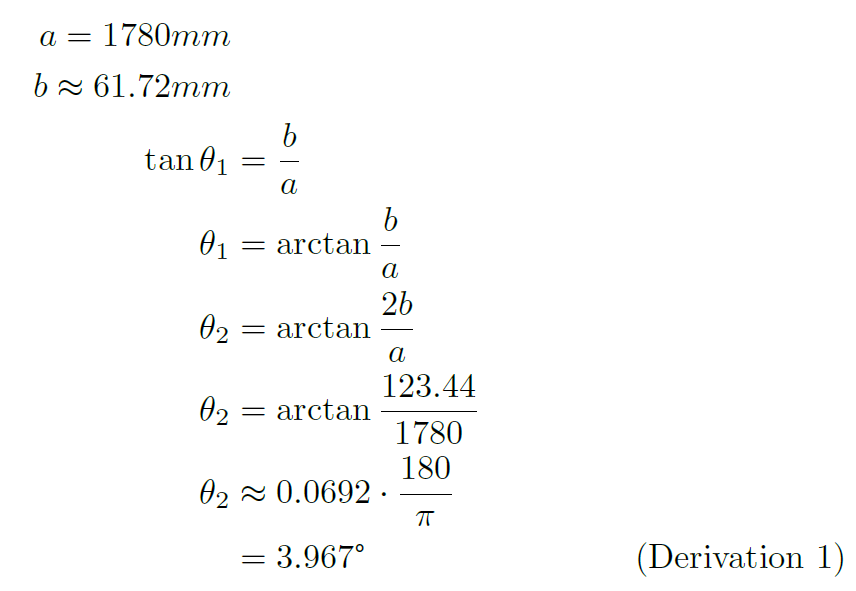 a = 1780mm
b ≈ 61.72mm
tan θ₁ = b/a
θ₁ = arctan b/a
θ₂ = arctan 2b/a
θ₂ = arctan 123.44/1780
θ₂ ≈ 0.0692 · 180/π
= 3.967° (Derivation 1)